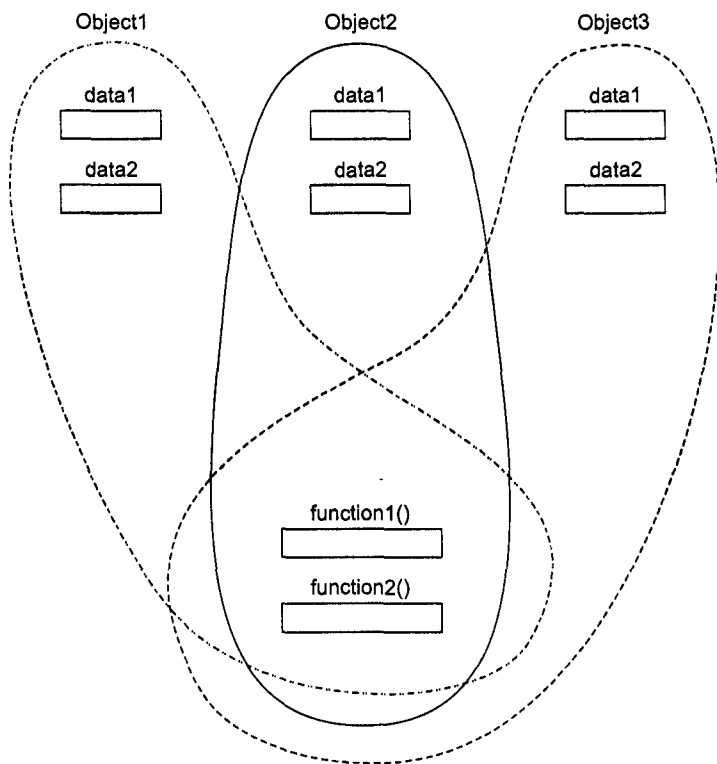 Object1 Object2 Object3
data1 data1 data1
data2 data2 data2
function1()
function2()